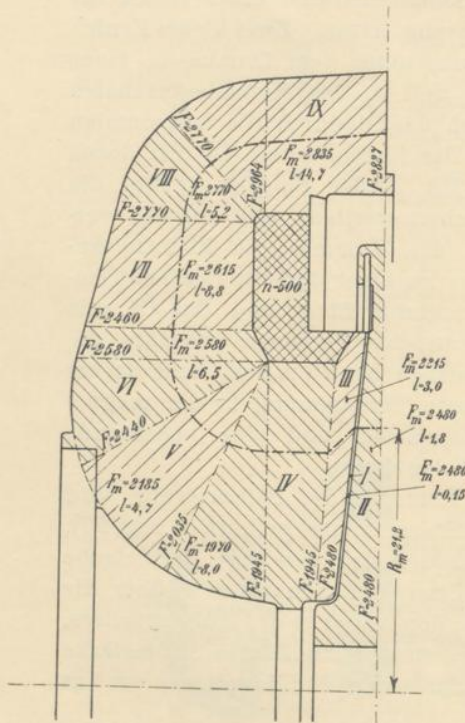 IX
F-2770
Fm=2835
l-14,7
F-2964
F-2827
VIII
Fm=2770
l-5,2
F-2770
VII
Fm=2615
l-8,8
n-500
F-2460
F-2580
Fm=2580
l-6,5
III
Fm=2215
l-3,0
VI
F-2440
Fm=2480
l-1,8
V
IV
I
Fm=2480
l-0,15
II
Fm=2185
l-4,7
F-2035
Fm=1970
l-8,0
F-1945
F-1945
F-2480
F-2480
Rm=21,2